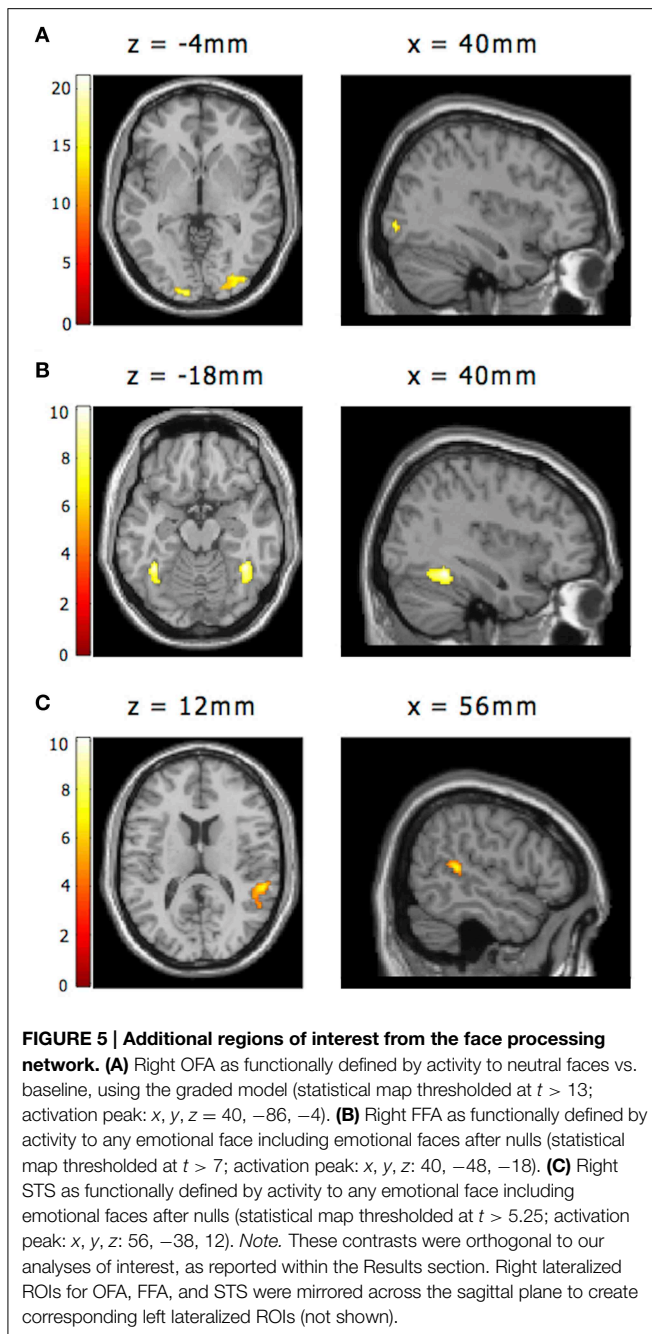 A
z = -4mm
x = 40mm
20
15
10
5
0
B
z = -18mm
x = 40mm
10
8
6
4
2
0
C
z = 12mm
x = 56mm
10
8
6
4
2
0
FIGURE 5 | Additional regions of interest from the face processing
network. (A) Right OFA as functionally defined by activity to neutral faces vs.
baseline, using the graded model (statistical map thresholded at t > 13;
activation peak: x, y, z = 40, −86, −4). (B) Right FFA as functionally defined by
activity to any emotional face including emotional faces after nulls (statistical
map thresholded at t > 7; activation peak: x, y, z: 40, −48, −18). (C) Right
STS as functionally defined by activity to any emotional face including
emotional faces after nulls (statistical map thresholded at t > 5.25; activation
peak: x, y, z: 56, −38, 12). Note. These contrasts were orthogonal to our
analyses of interest, as reported within the Results section. Right lateralized
ROIs for OFA, FFA, and STS were mirrored across the sagittal plane to create
corresponding left lateralized ROIs (not shown).